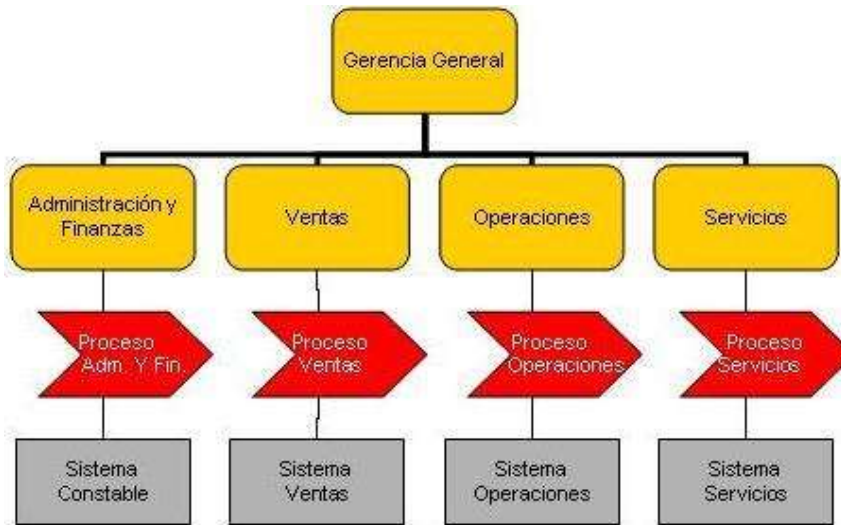 Gerencia General
Administración y
Finanzas
Ventas
Operaciones
Servicios
Proceso
Adm. Y Fin.
Proceso
Ventas
Proceso
Operaciones
Proceso
Servicios
Sistema
Constable
Sistema
Ventas
Sistema
Operaciones
Sistema
Servicios